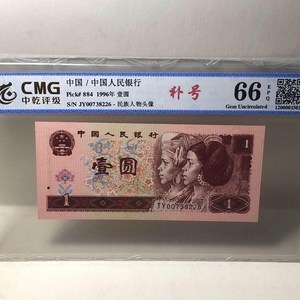 CMG
中乾评级
中国 / 中国人民银行
Pick# 884 1996年 壹圆
S/N JY00738226 - 民族人物头像
补号
66 EPQ
Gem Uncirculated
中国人民银行
壹圆
1
1
JY00738226